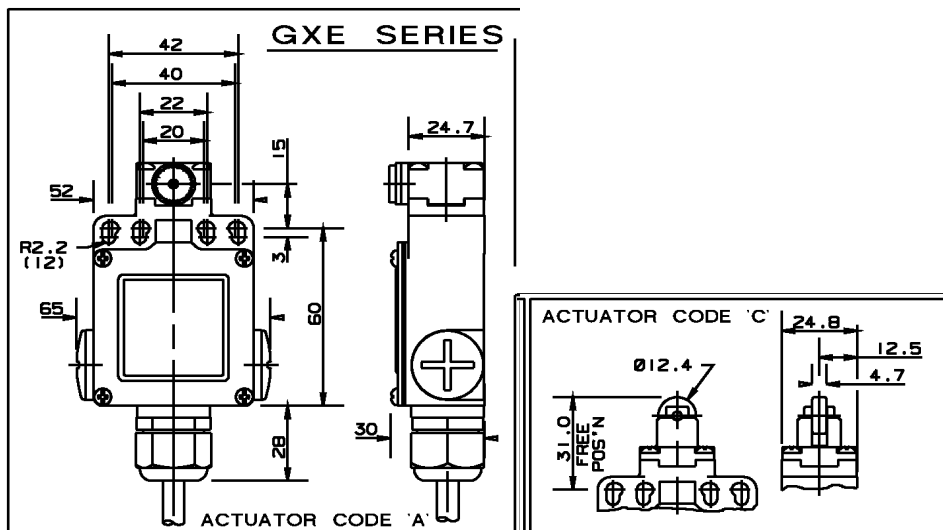 GXE SERIES
42
40
22
20
15
24.7
52
R2.2
(12)
3
65
60
28
30
ACTUATOR CODE 'A'
ACTUATOR CODE 'C'
24.8
12.5
Ø12.4
4.7
31.0
FREE
POS'N